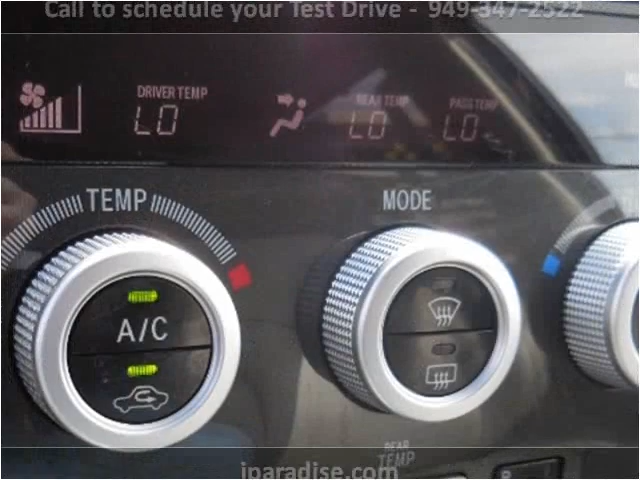 Call to schedule your Test Drive - 949-347-2522
DRIVER TEMP
LO
REAR TEMP
LO
PASS TEMP
LO
TEMP
MODE
A/C
REAR
TEMP
iparadise.com